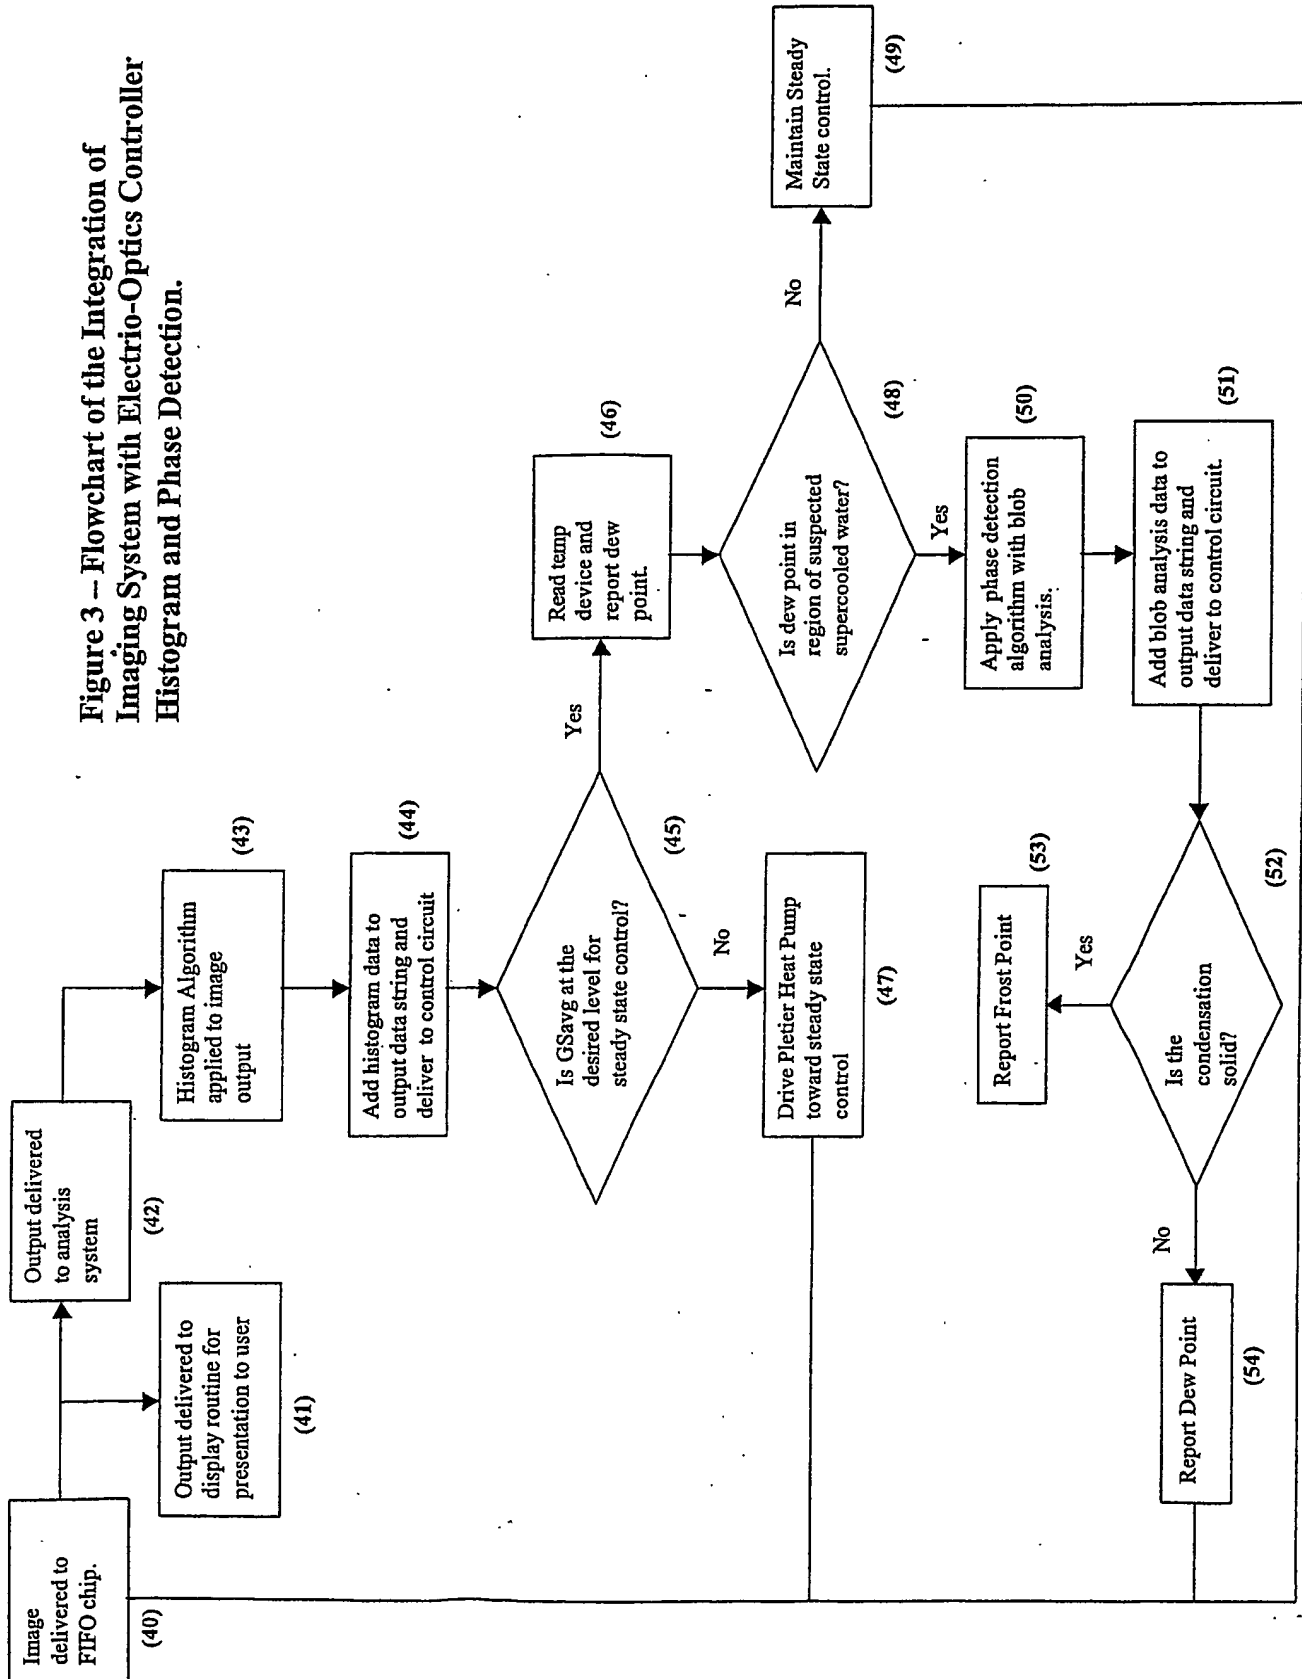 Figure 3 – Flowchart of the Integration of
Imaging System with Electrio-Optics Controller
Histogram and Phase Detection.
Image
delivered to
FIFO chip.
(40)
Output delivered to
display routine for
presentation to user
(41)
Output delivered
to analysis
system
(42)
Histogram Algorithm
applied to image
output
(43)
Add histogram data to
output data string and
deliver to control circuit
(44)
Is GSavg at the
desired level for
steady state control?
(45)
Yes
No
Read temp
device and
report dew
point.
(46)
Drive Pletier Heat Pump
toward steady state
control
(47)
Is dew point in
region of suspected
supercooled water?
(48)
No
Yes
Maintain Steady
State control.
(49)
Apply phase detection
algorithm with blob
analysis.
(50)
Add blob analysis data to
output data string and
deliver to control circuit.
(51)
Is the
condensation
solid?
(52)
Yes
No
Report Frost Point
(53)
Report Dew Point
(54)